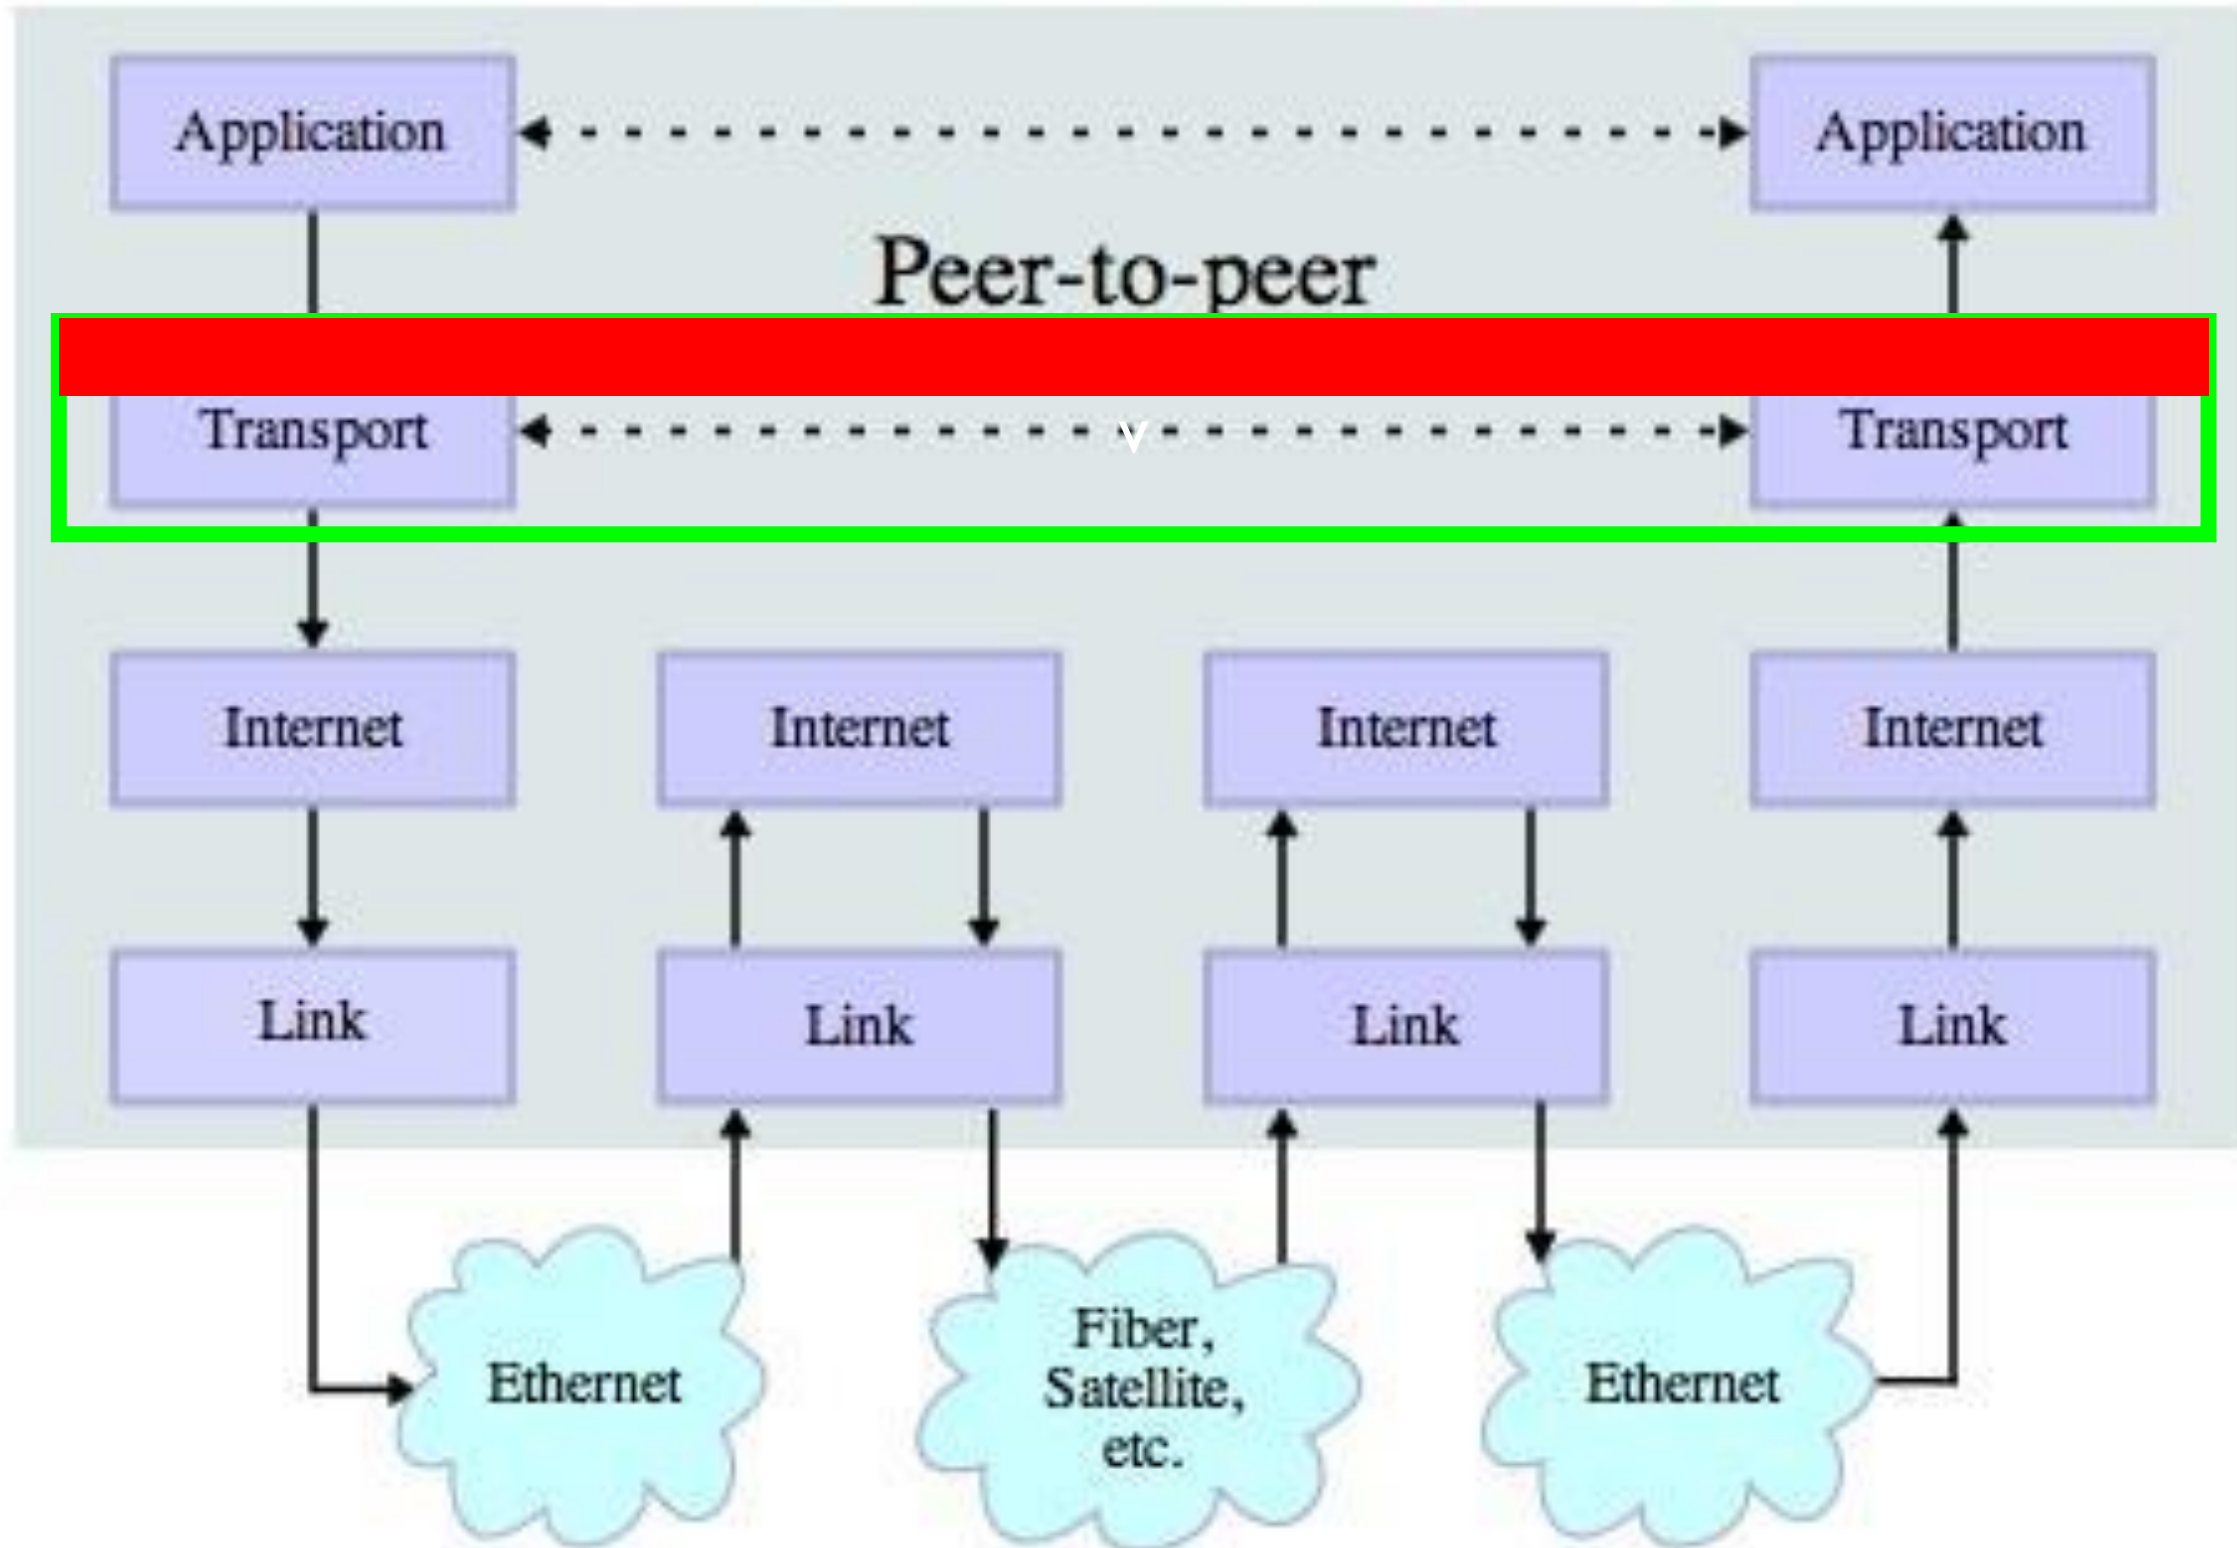 Application Application
Peer-to-peer
Transport v Transport
Internet Internet Internet Internet
Link Link Link Link
Ethernet
Fiber,
Satellite,
etc.
Ethernet